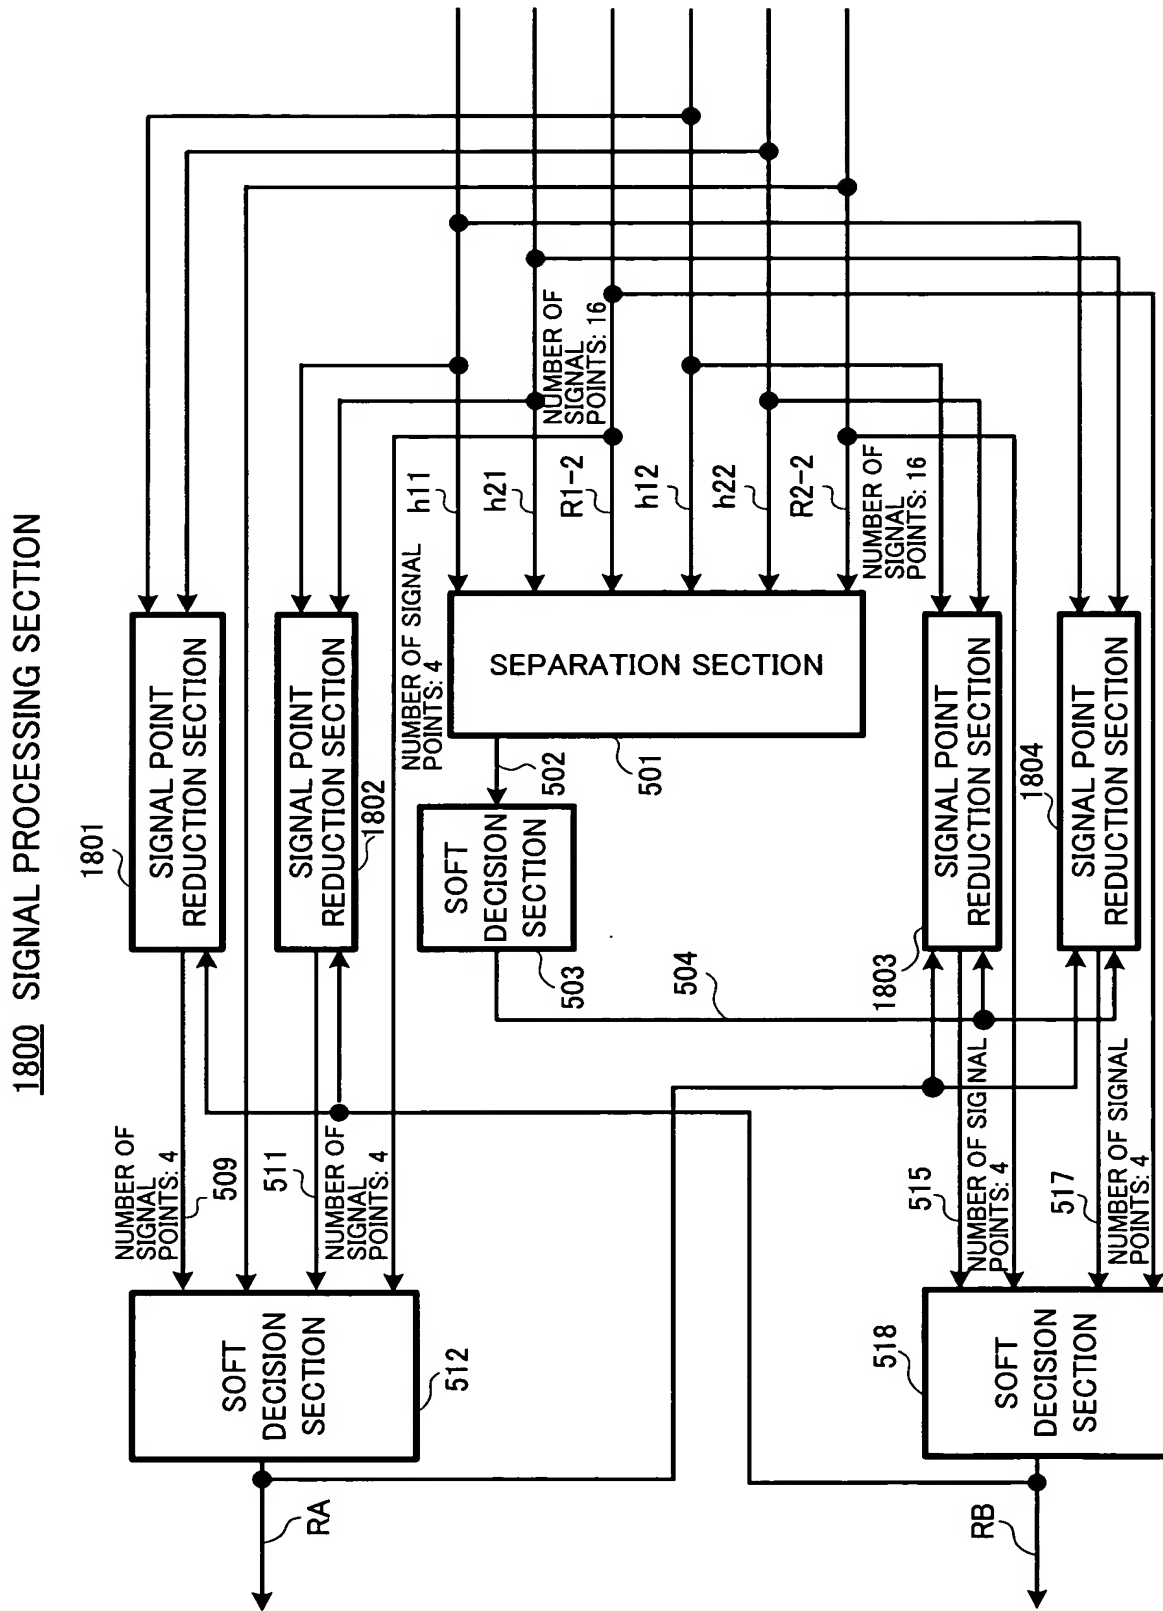 1800 SIGNAL PROCESSING SECTION
1801
SIGNAL POINT
REDUCTION SECTION
NUMBER OF
SIGNAL
POINTS: 4
509
SIGNAL POINT
REDUCTION SECTION
1802
511
NUMBER OF
SIGNAL
POINTS: 4
NUMBER OF SIGNAL
POINTS: 4
SOFT
DECISION
SECTION
512
RA
h11
h21
NUMBER OF
SIGNAL
POINTS: 16
R1-2
h12
h22
R2-2
NUMBER OF
SIGNAL
POINTS: 16
SEPARATION SECTION
501
502
SOFT
DECISION
SECTION
503
504
1803
SIGNAL POINT
REDUCTION SECTION
1804
SIGNAL POINT
REDUCTION SECTION
515
NUMBER OF SIGNAL
POINTS: 4
517
NUMBER OF SIGNAL
POINTS: 4
518
SOFT
DECISION
SECTION
RB